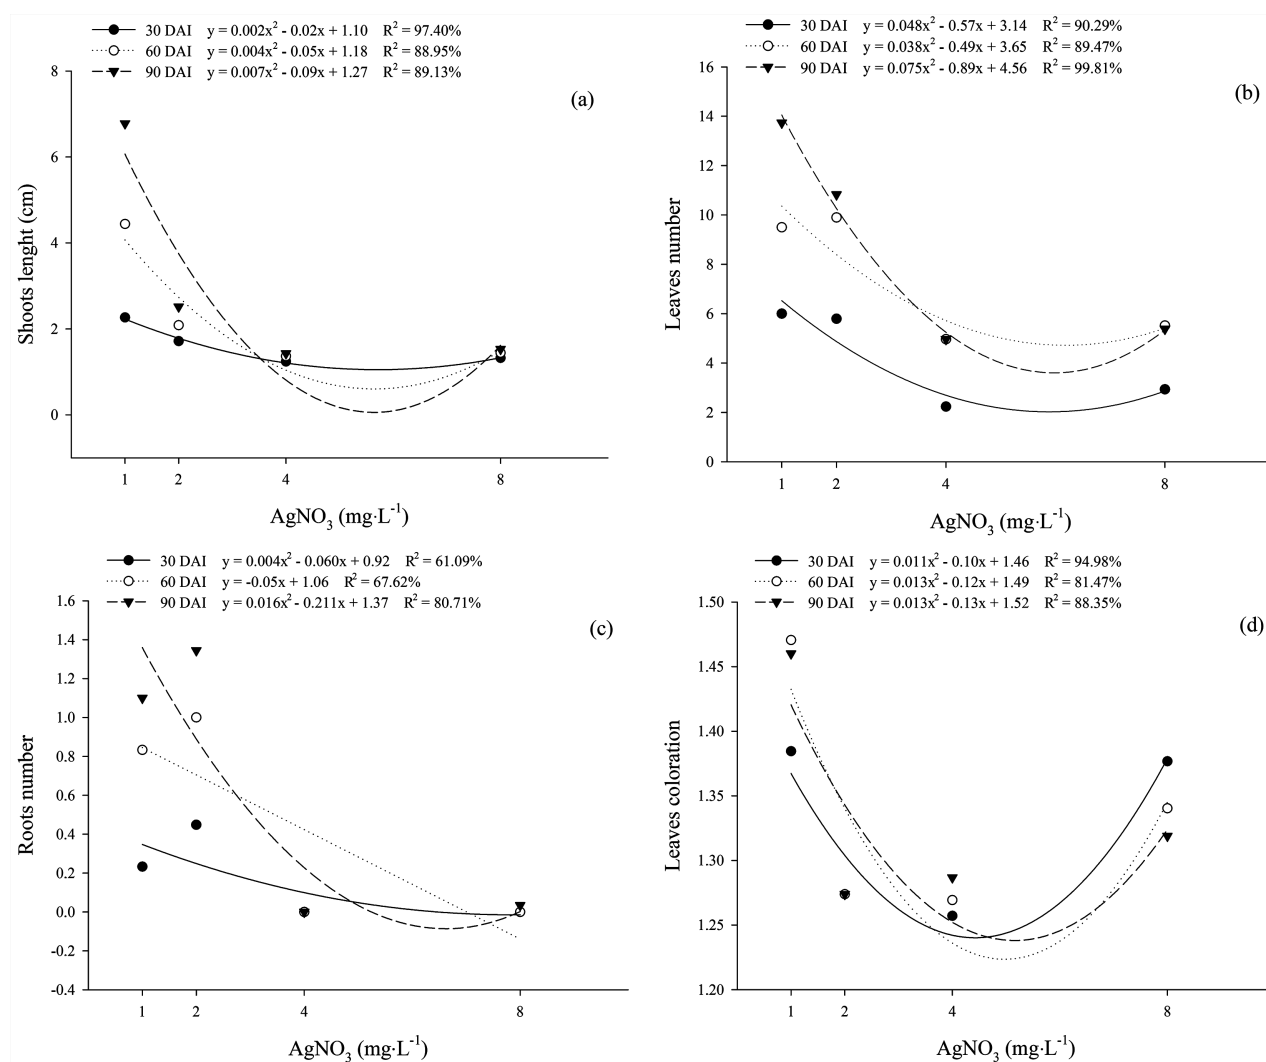 30 DAI y = 0.002x² - 0.02x + 1.10 R² = 97.40%
60 DAI y = 0.004x² - 0.05x + 1.18 R² = 88.95%
90 DAI y = 0.007x² - 0.09x + 1.27 R² = 89.13%
(a)
8
6
4
2
0
Shoots lenght (cm)
1 2 4 8
AgNO₃ (mg·L⁻¹)
30 DAI y = 0.048x² - 0.57x + 3.14 R² = 90.29%
60 DAI y = 0.038x² - 0.49x + 3.65 R² = 89.47%
90 DAI y = 0.075x² - 0.89x + 4.56 R² = 99.81%
(b)
16
14
12
10
8
6
4
2
0
Leaves number
1 2 4 8
AgNO₃ (mg·L⁻¹)
30 DAI y = 0.004x² - 0.060x + 0.92 R² = 61.09%
60 DAI y = -0.05x + 1.06 R² = 67.62%
90 DAI y = 0.016x² - 0.211x + 1.37 R² = 80.71%
(c)
1.6
1.4
1.2
1.0
0.8
0.6
0.4
0.2
0.0
-0.2
-0.4
Roots number
1 2 4 8
AgNO₃ (mg·L⁻¹)
30 DAI y = 0.011x² - 0.10x + 1.46 R² = 94.98%
60 DAI y = 0.013x² - 0.12x + 1.49 R² = 81.47%
90 DAI y = 0.013x² - 0.13x + 1.52 R² = 88.35%
(d)
1.50
1.45
1.40
1.35
1.30
1.25
1.20
Leaves coloration
1 2 4 8
AgNO₃ (mg·L⁻¹)